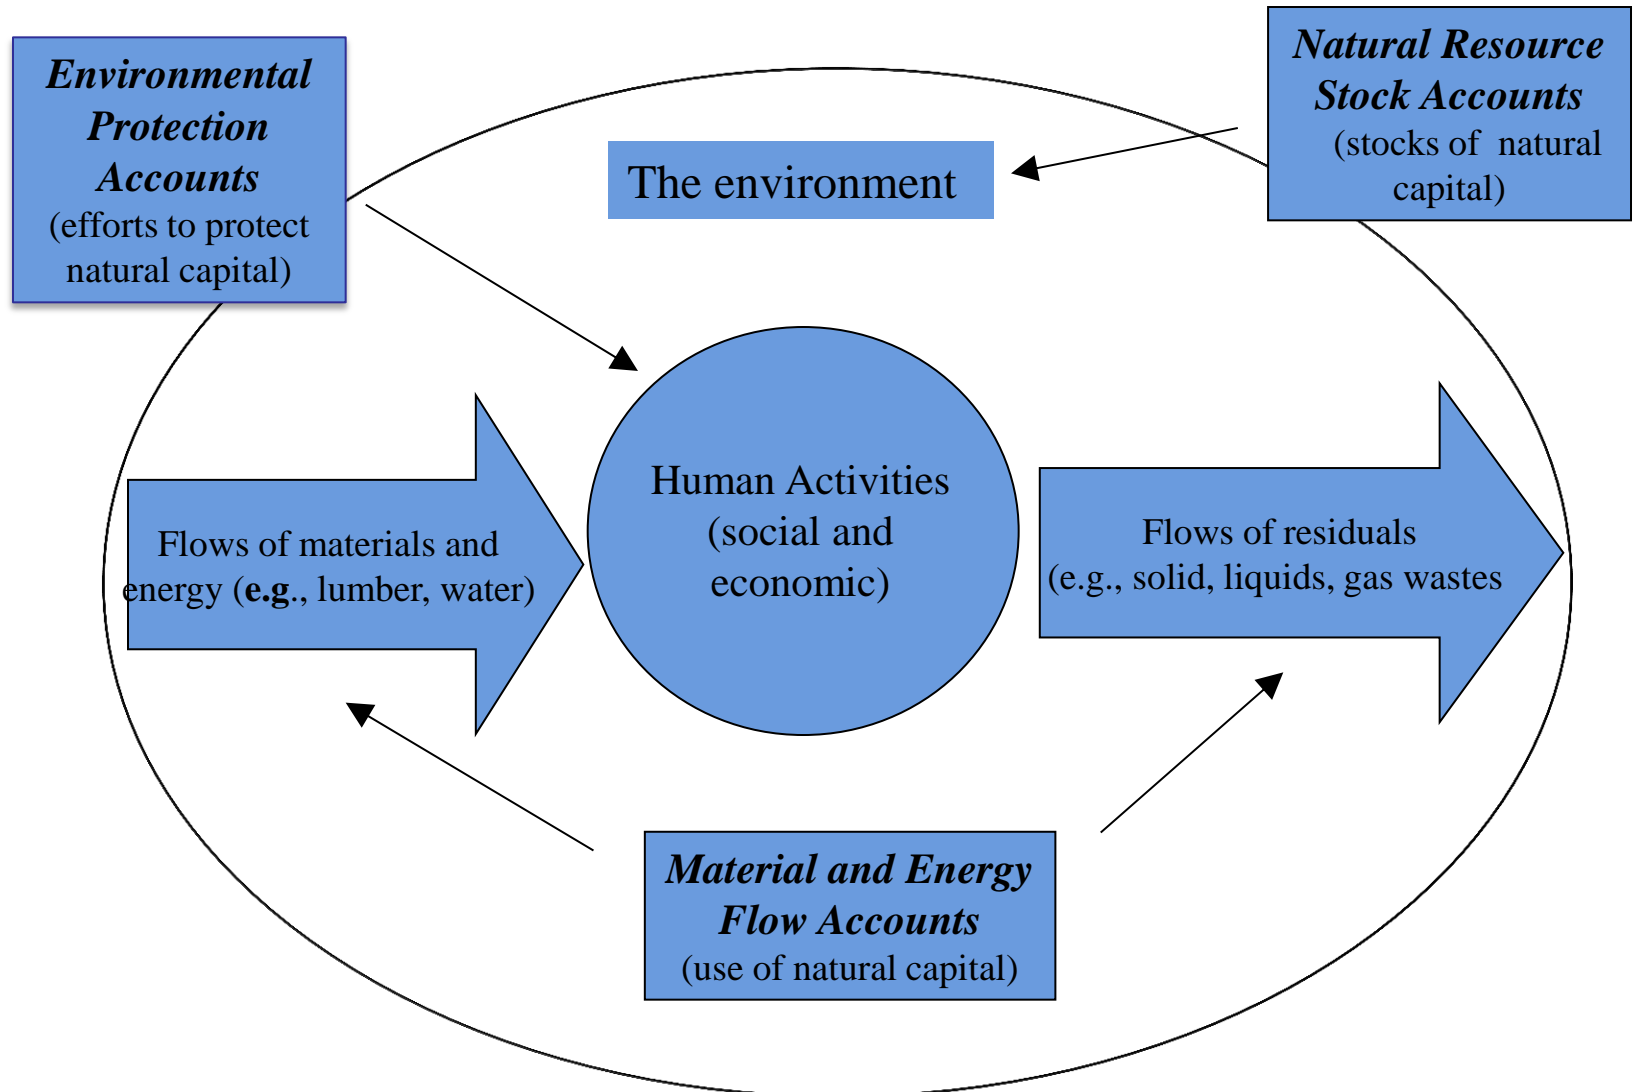 Environmental
Protection
Accounts
(efforts to protect
natural capital)
Natural Resource
Stock Accounts
(stocks of natural
capital)
The environment
Human Activities
(social and
economic)
Flows of materials and
energy (e.g., lumber, water)
Flows of residuals
(e.g., solid, liquids, gas wastes
Material and Energy
Flow Accounts
(use of natural capital)